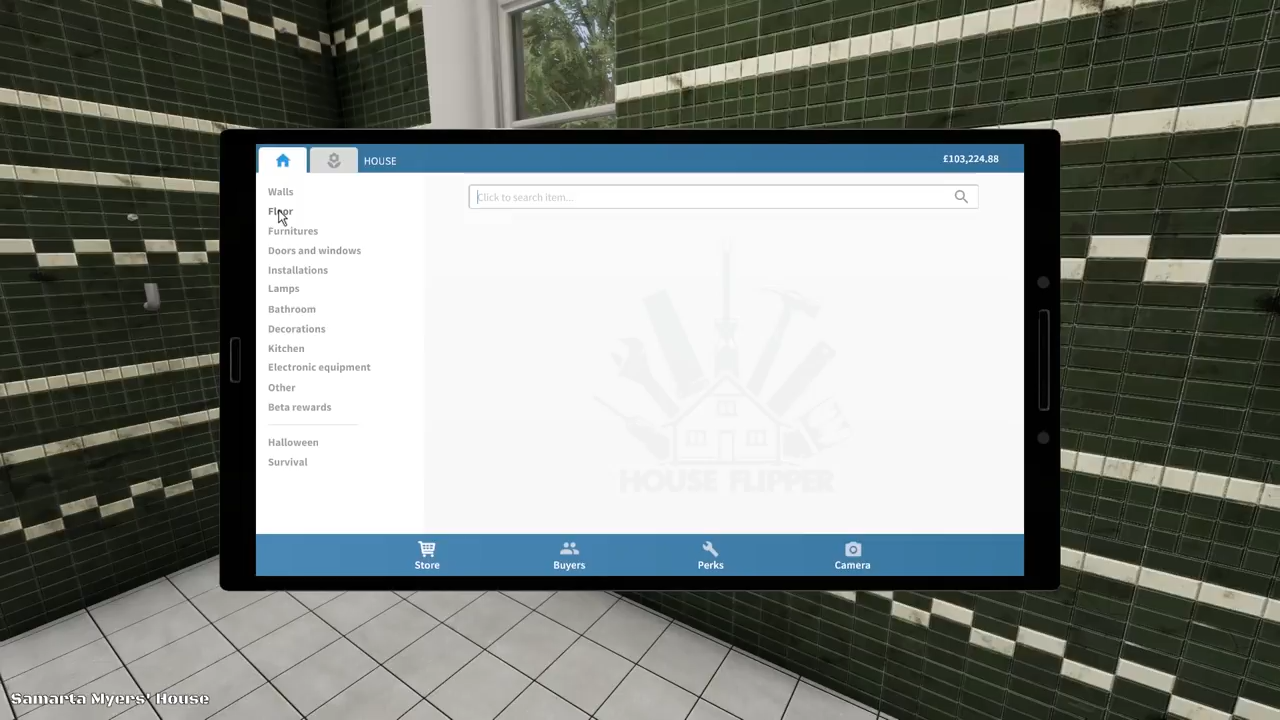 HOUSE
£103,224.88
Click to search item...
Walls
Floor
Furnitures
Doors and windows
Installations
Lamps
Bathroom
Decorations
Kitchen
Electronic equipment
Other
Beta rewards
Halloween
Survival
HOUSE FLIPPER
Store
Buyers
Perks
Camera
Samarta Myers' House